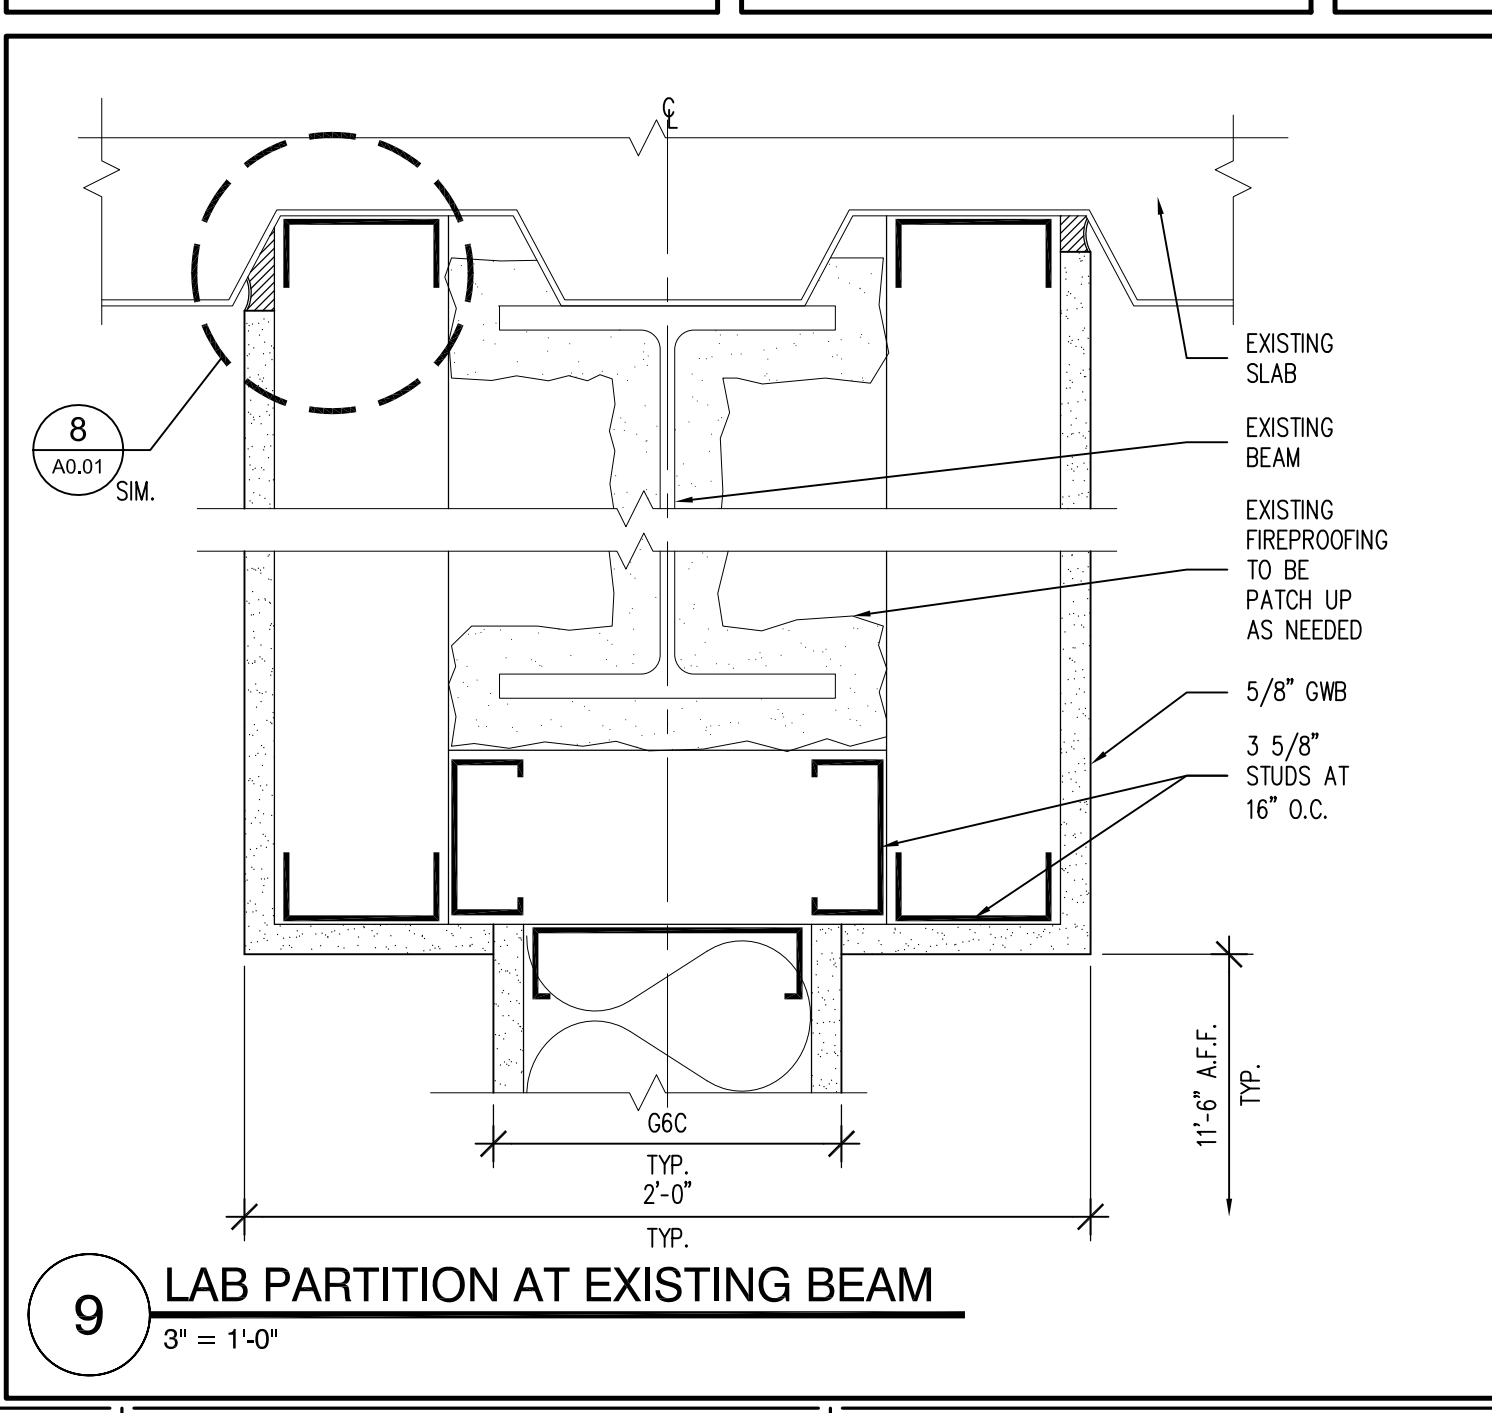 ℄
EXISTING
SLAB
EXISTING
BEAM
8
A0.01
SIM.
EXISTING
FIREPROOFING
TO BE
PATCH UP
AS NEEDED
5/8" GWB
3 5/8"
STUDS AT
16" O.C.
11'-6" A.F.F.
TYP.
G6C
TYP.
2'-0"
TYP.
9
LAB PARTITION AT EXISTING BEAM
3" = 1'-0"